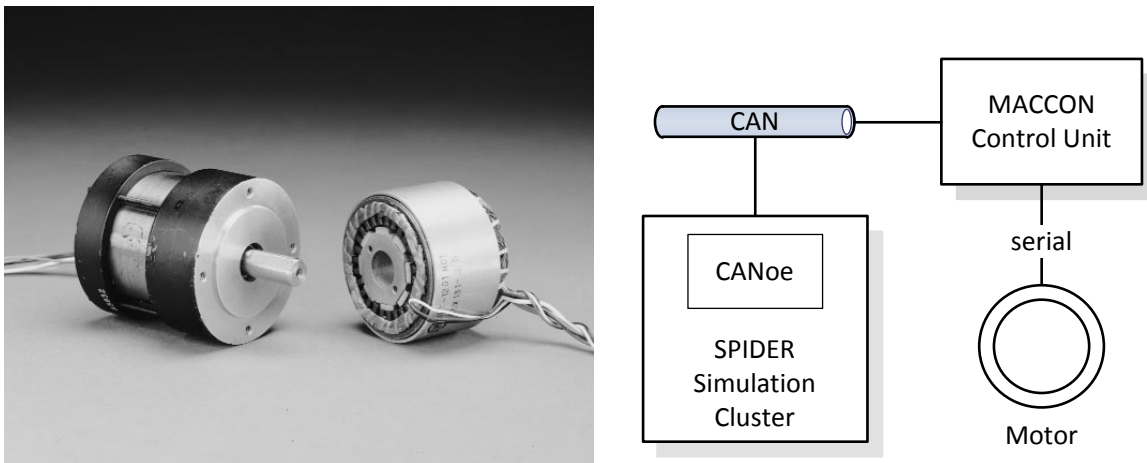 CAN
MACCON
Control Unit
serial
CANoe
SPIDER
Simulation
Cluster
Motor